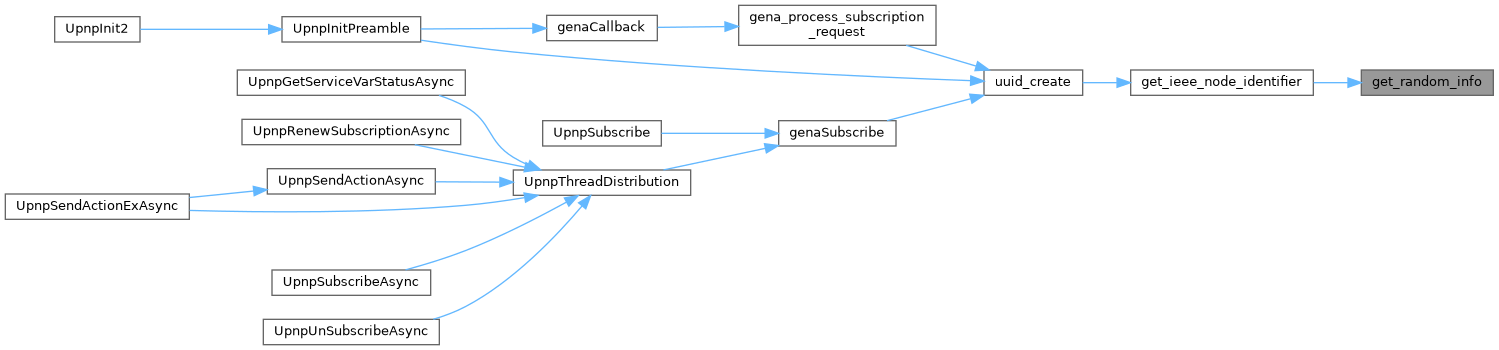 UpnpInit2
UpnpInitPreamble
genaCallback
gena_process_subscription
_request
UpnpGetServiceVarStatusAsync
uuid_create
get_ieee_node_identifier
get_random_info
UpnpRenewSubscriptionAsync
UpnpSubscribe
genaSubscribe
UpnpSendActionAsync
UpnpThreadDistribution
UpnpSendActionExAsync
UpnpSubscribeAsync
UpnpUnSubscribeAsync